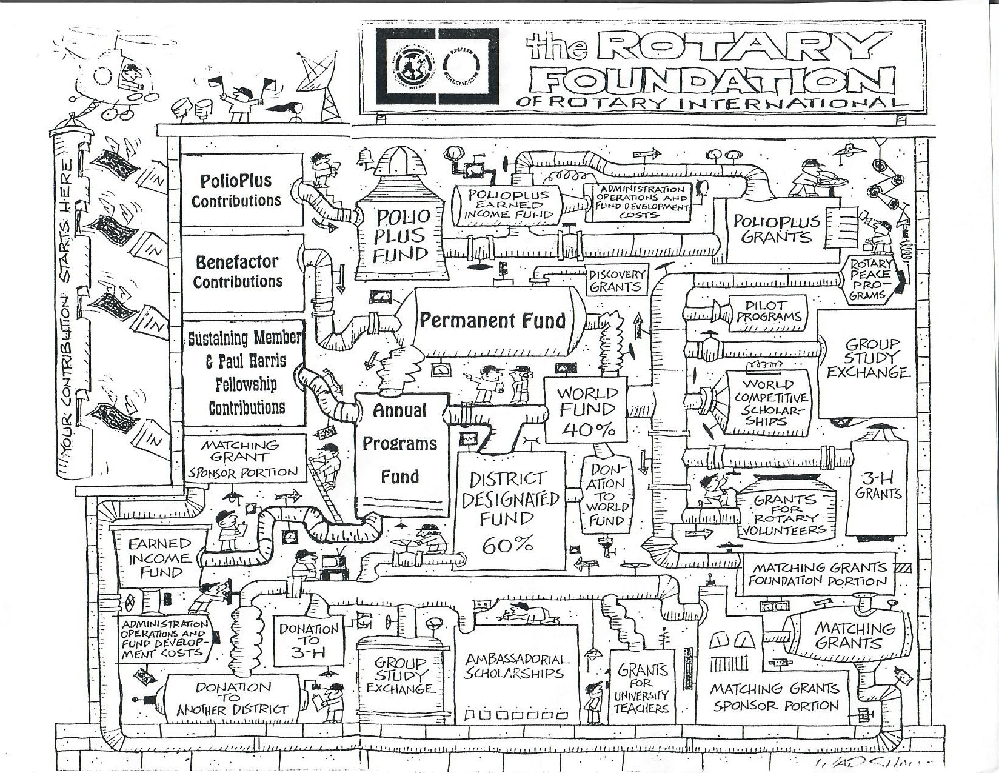 the ROTARY
FOUNDATION
OF ROTARY INTERNATIONAL
YOUR CONTRIBUTION STARTS HERE
IN
IN
IN
IN
PolioPlus
Contributions
Benefactor
Contributions
Sustaining Member
& Paul Harris
Fellowship
Contributions
MATCHING
GRANT
SPONSOR PORTION
POLIO
PLUS
FUND
POLIOPLUS
EARNED
INCOME FUND
ADMINISTRATION
OPERATIONS AND
FUND DEVELOPMENT
COSTS
POLIOPLUS
GRANTS
DISCOVERY
GRANTS
ROTARY
PEACE
PRO-
GRAMS
Permanent Fund
PILOT
PROGRAMS
GROUP
STUDY
EXCHANGE
WORLD
COMPETITIVE
SCHOLAR-
SHIPS
Annual
Programs
Fund
WORLD
FUND
40%
DISTRICT
DESIGNATED
FUND
60%
DON-
ATION
TO
WORLD
FUND
3-H
GRANTS
GRANTS
FOR
ROTARY
VOLUNTEERS
EARNED
INCOME
FUND
MATCHING GRANTS
FOUNDATION PORTION
ADMINISTRATION
OPERATIONS AND
FUND DEVELOP-
MENT COSTS
DONATION
TO
3-H
MATCHING
GRANTS
DONATION
TO
ANOTHER DISTRICT
GROUP
STUDY
EXCHANGE
AMBASSADORIAL
SCHOLARSHIPS
GRANTS
FOR
UNIVERSITY
TEACHERS
MATCHING GRANTS
SPONSOR PORTION